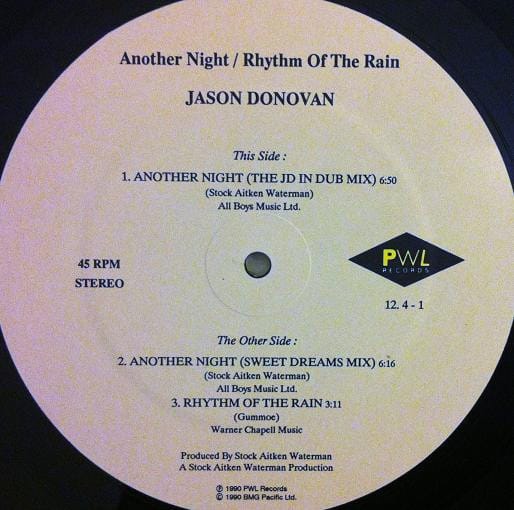 Another Night / Rhythm Of The Rain
JASON DONOVAN
This Side :
1. ANOTHER NIGHT (THE JD IN DUB MIX) 6:50
(Stock Aitken Waterman)
All Boys Music Ltd.
45 RPM
STEREO
PWL
RECORDS
12. 4 - 1
The Other Side :
2. ANOTHER NIGHT (SWEET DREAMS MIX) 6:16
(Stock Aitken Waterman)
All Boys Music Ltd.
3. RHYTHM OF THE RAIN 3:11
(Gummoe)
Warner Chapell Music
Produced By Stock Aitken Waterman
A Stock Aitken Waterman Production
℗ 1990 PWL Records
© 1990 BMG Pacific Ltd.